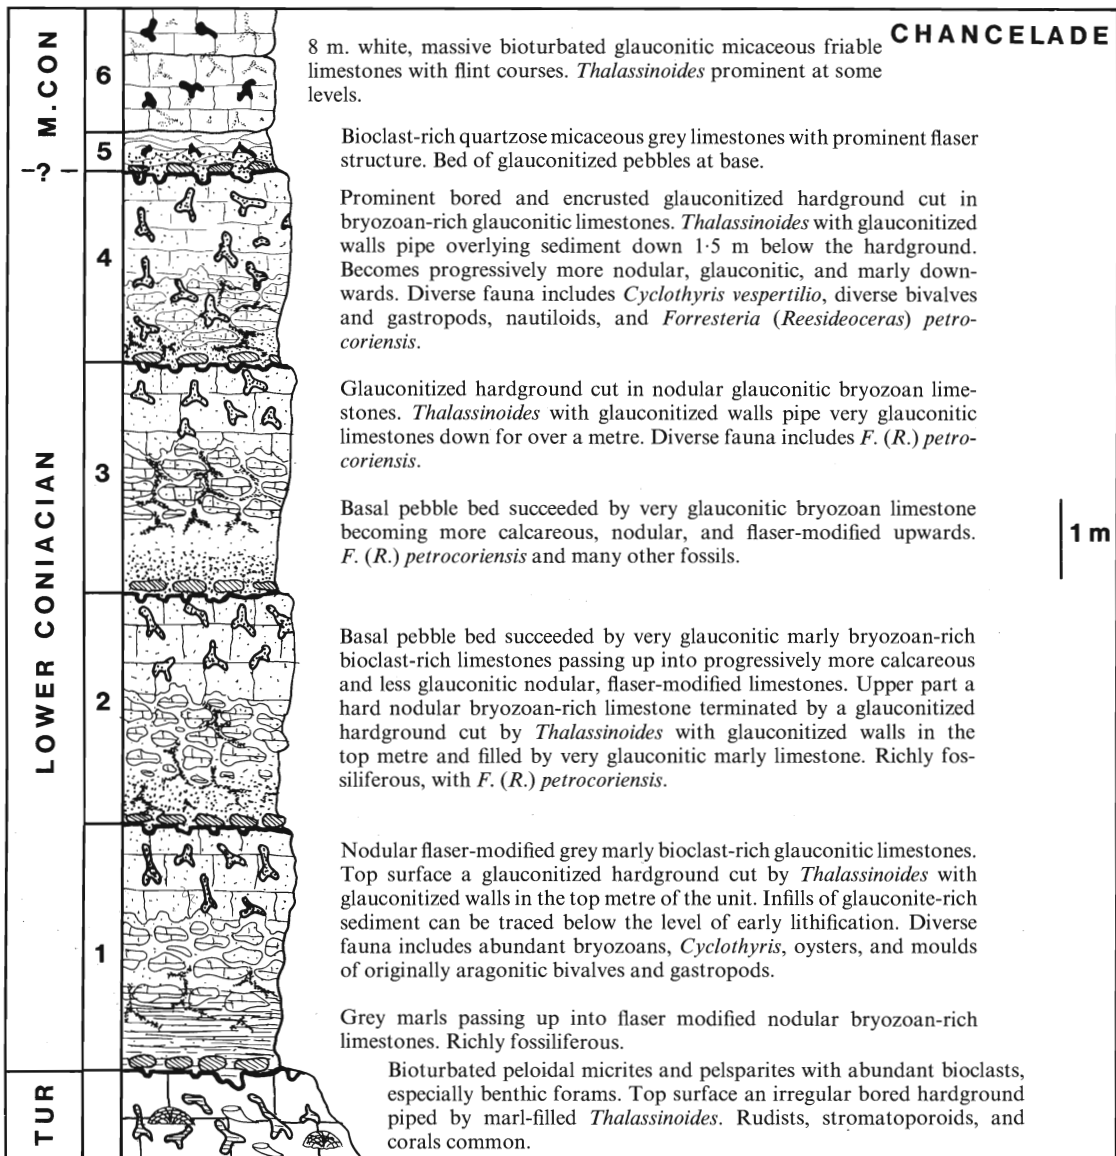 CHANCELADE
M.CON
6
8 m. white, massive bioturbated glauconitic micaceous friable
limestones with flint courses. Thalassinoides prominent at some
levels.
5
Bioclast-rich quartzose micaceous grey limestones with prominent flaser
structure. Bed of glauconitized pebbles at base.
-?-
4
Prominent bored and encrusted glauconitized hardground cut in
bryozoan-rich glauconitic limestones. Thalassinoides with glauconitized
walls pipe overlying sediment down 1·5 m below the hardground.
Becomes progressively more nodular, glauconitic, and marly down-
wards. Diverse fauna includes Cyclothyris vespertilio, diverse bivalves
and gastropods, nautiloids, and Forresteria (Reesideoceras) petro-
coriensis.
LOWER CONIACIAN
3
Glauconitized hardground cut in nodular glauconitic bryozoan lime-
stones. Thalassinoides with glauconitized walls pipe very glauconitic
limestones down for over a metre. Diverse fauna includes F. (R.) petro-
coriensis.
Basal pebble bed succeeded by very glauconitic bryozoan limestone
becoming more calcareous, nodular, and flaser-modified upwards.
F. (R.) petrocoriensis and many other fossils.
1 m
2
Basal pebble bed succeeded by very glauconitic marly bryozoan-rich
bioclast-rich limestones passing up into progressively more calcareous
and less glauconitic nodular, flaser-modified limestones. Upper part a
hard nodular bryozoan-rich limestone terminated by a glauconitized
hardground cut by Thalassinoides with glauconitized walls in the
top metre and filled by very glauconitic marly limestone. Richly fos-
siliferous, with F. (R.) petrocoriensis.
1
Nodular flaser-modified grey marly bioclast-rich glauconitic limestones.
Top surface a glauconitized hardground cut by Thalassinoides with
glauconitized walls in the top metre of the unit. Infills of glauconite-rich
sediment can be traced below the level of early lithification. Diverse
fauna includes abundant bryozoans, Cyclothyris, oysters, and moulds
of originally aragonitic bivalves and gastropods.
Grey marls passing up into flaser modified nodular bryozoan-rich
limestones. Richly fossiliferous.
TUR
Bioturbated peloidal micrites and pelsparites with abundant bioclasts,
especially benthic forams. Top surface an irregular bored hardground
piped by marl-filled Thalassinoides. Rudists, stromatoporoids, and
corals common.